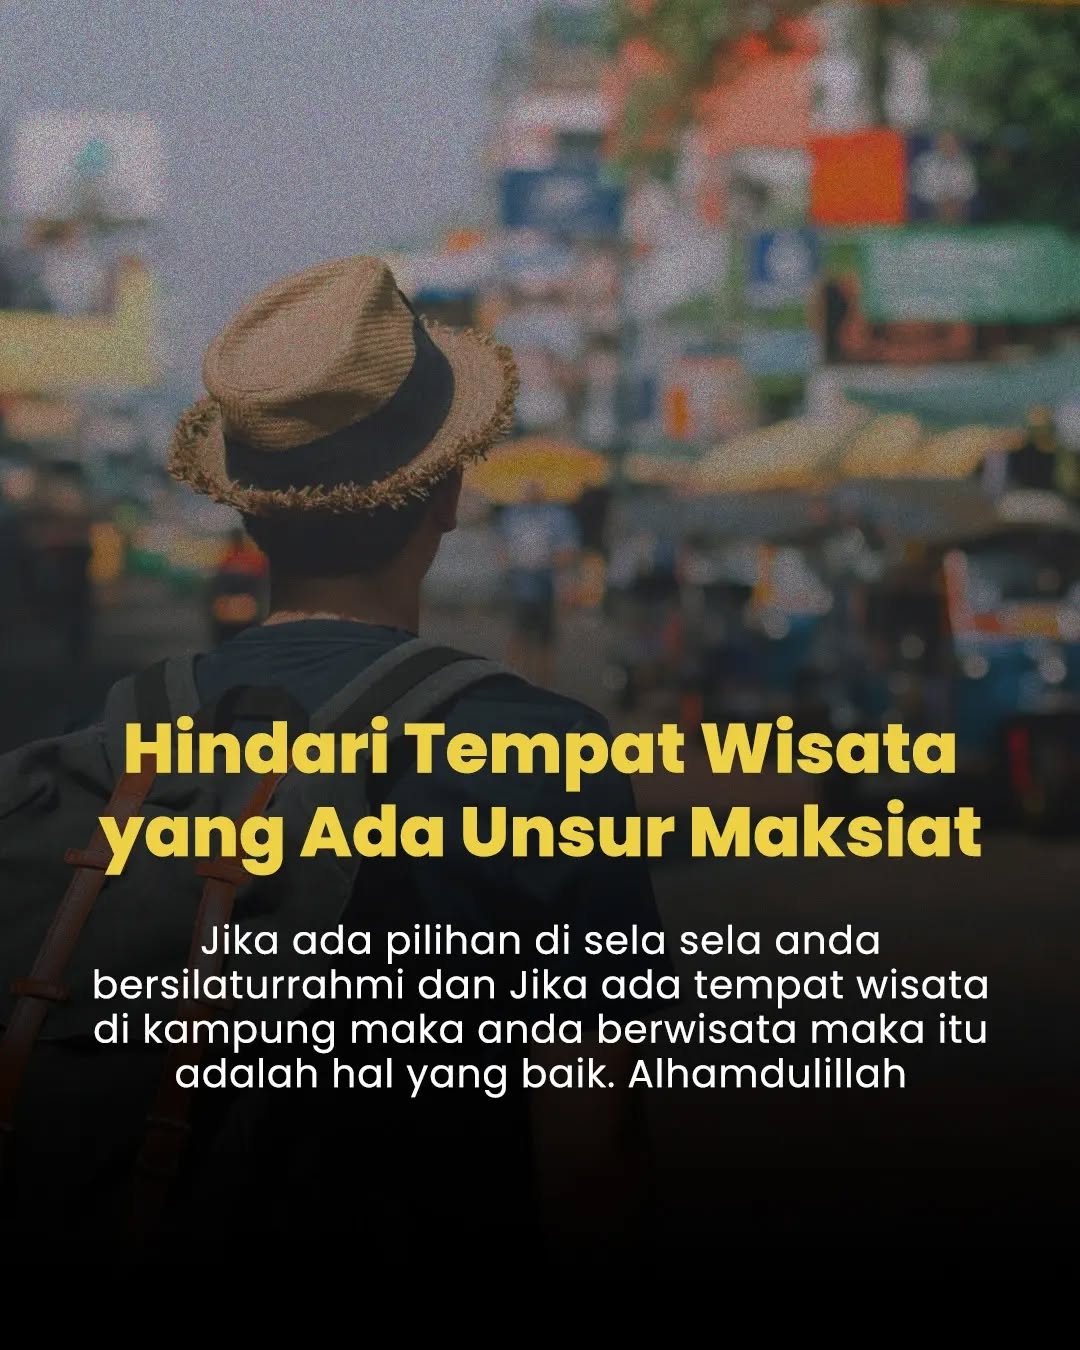 Hindari Tempat Wisata
yang Ada Unsur Maksiat
Jika ada pilihan di sela sela anda
bersilaturrahmi dan Jika ada tempat wisata
di kampung maka anda berwisata maka itu
adalah hal yang baik. Alhamdulillah